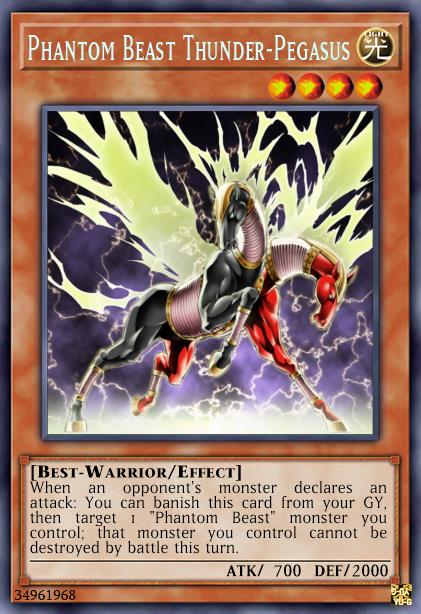 PHANTOM BEAST THUNDER-PEGASUS
LIGHT
光
[BEST-WARRIOR/EFFECT]
When an opponent's monster declares an
attack: You can banish this card from your GY,
then target 1 "Phantom Beast" monster you
control; that monster you control cannot be
destroyed by battle this turn.
ATK/ 700 DEF/2000
34961968